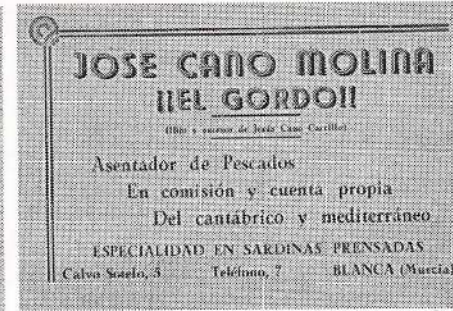 JOSE CANO MOLINA
¡¡EL GORDO!!
(Hijo y sucesor de Jesús Cano Carrillo)
Asentador de Pescados
En comisión y cuenta propia
Del cantábrico y mediterráneo
ESPECIALIDAD EN SARDINAS PRENSADAS
Calvo Sotelo, 5 Teléfono, 7 BLANCA (Murcia)